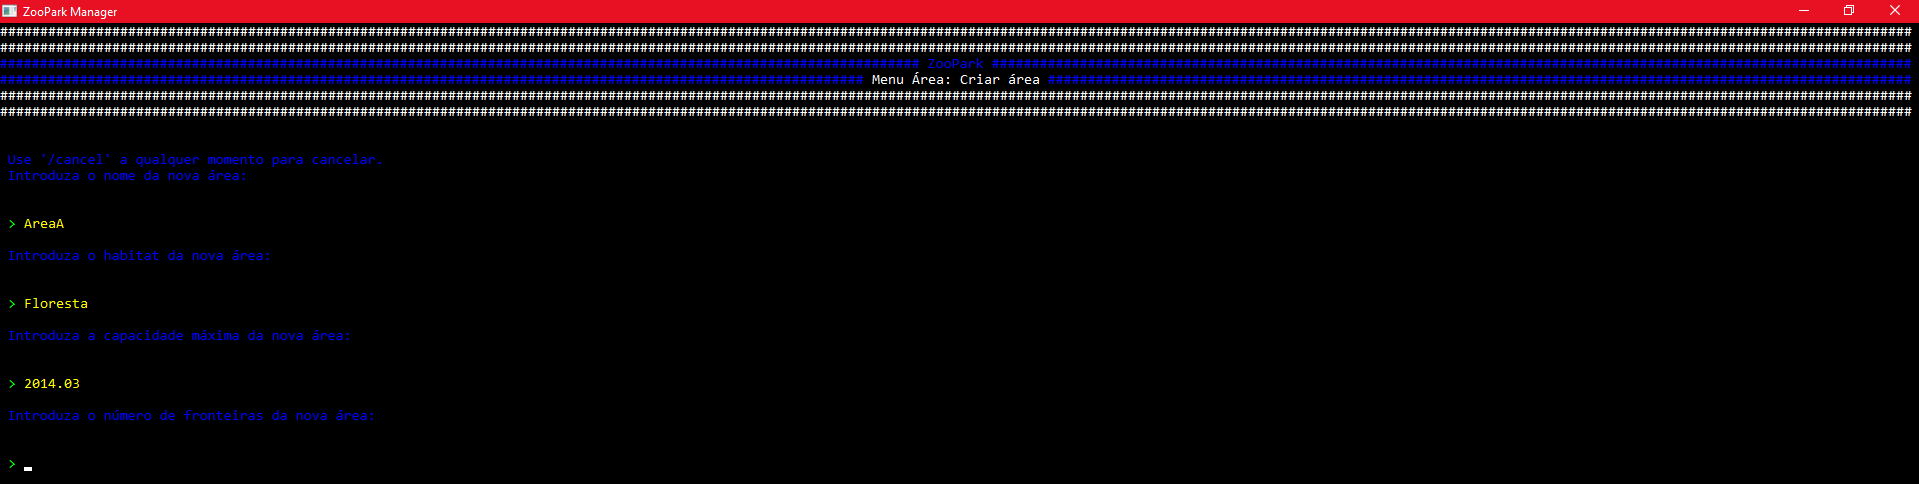 ###############################################################################################################################################################################################################################################
###############################################################################################################################################################################################################################################
################################################################################################################### ZooPark ###################################################################################################################
############################################################################################################ Menu Área: Criar área ############################################################################################################
###############################################################################################################################################################################################################################################
###############################################################################################################################################################################################################################################
Use '/cancel' a qualquer momento para cancelar.
Introduza o nome da nova área:
> AreaA
Introduza o habitat da nova área:
> Floresta
Introduza a capacidade máxima da nova área:
> 2014.03
Introduza o número de fronteiras da nova área:
>